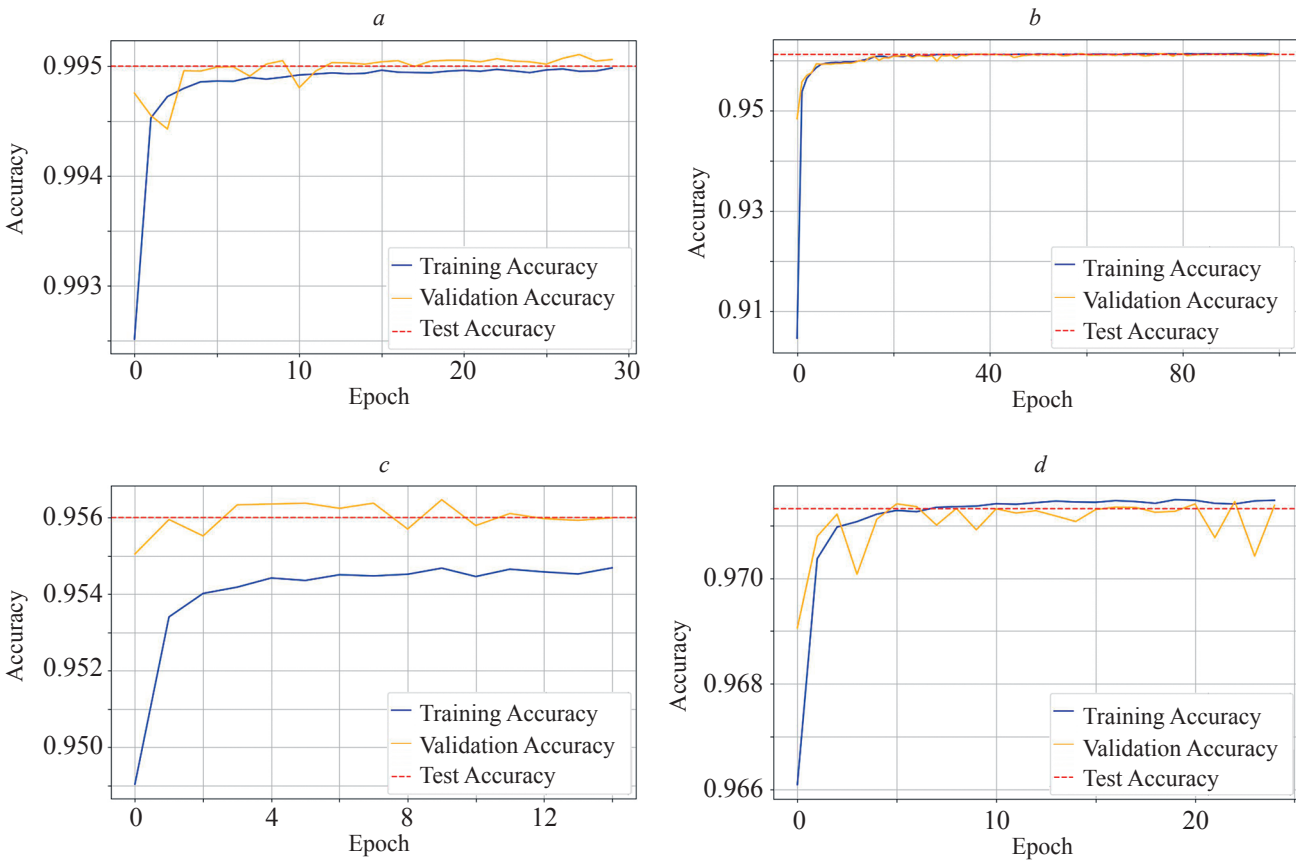 a
0.995
0.994
0.993
Accuracy
Training Accuracy
Validation Accuracy
Test Accuracy
0 10 20 30
Epoch
b
0.95
0.93
0.91
Accuracy
Training Accuracy
Validation Accuracy
Test Accuracy
0 40 80
Epoch
c
0.956
0.954
0.952
0.950
Accuracy
Training Accuracy
Validation Accuracy
Test Accuracy
0 4 8 12
Epoch
d
0.970
0.968
0.966
Accuracy
Training Accuracy
Validation Accuracy
Test Accuracy
0 10 20
Epoch